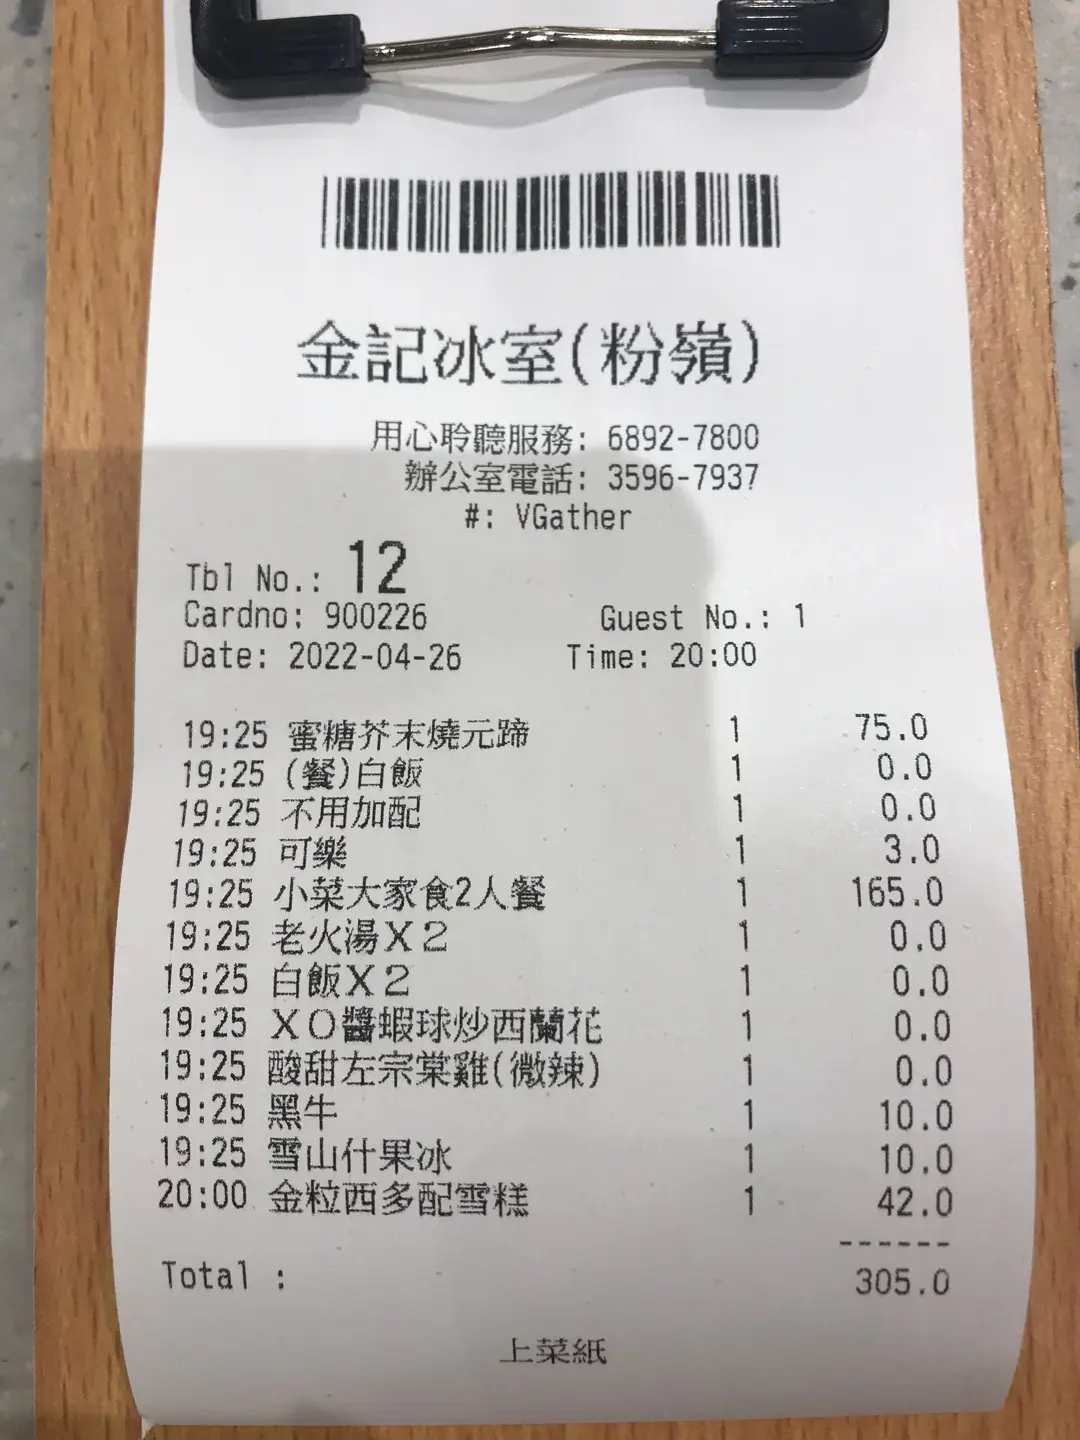 金記冰室(粉嶺)
用心聆聽服務: 6892-7800
辦公室電話: 3596-7937
#: VGather
Tbl No.: 12
Cardno: 900226 Guest No.: 1
Date: 2022-04-26 Time: 20:00
19:25 蜜糖芥末燒元蹄 1 75.0
19:25 (餐)白飯 1 0.0
19:25 不用加配 1 0.0
19:25 可樂 1 3.0
19:25 小菜大家食2人餐 1 165.0
19:25 老火湯X2 1 0.0
19:25 白飯X2 1 0.0
19:25 XO醬蝦球炒西蘭花 1 0.0
19:25 酸甜左宗棠雞(微辣) 1 0.0
19:25 黑牛 1 10.0
19:25 雪山什果冰 1 10.0
20:00 金粒西多配雪糕 1 42.0
------
Total : 305.0
上菜紙